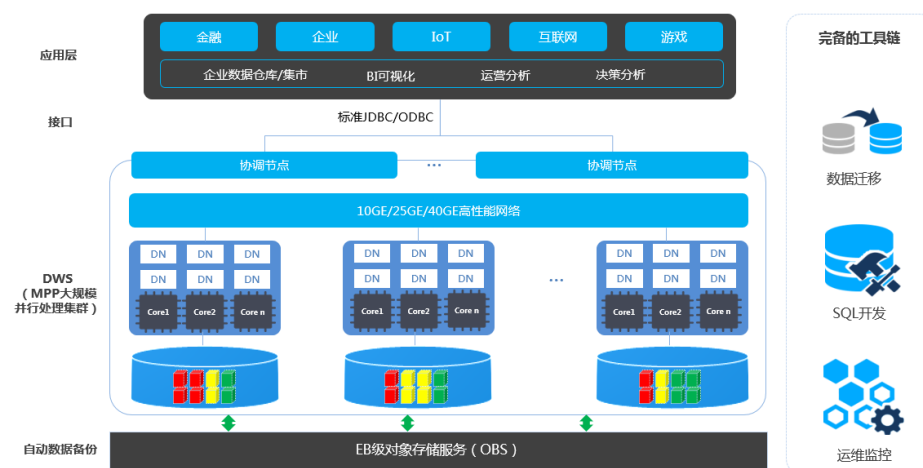 应用层
金融
企业
IoT
互联网
游戏
企业数据仓库/集市
BI可视化
运营分析
决策分析
接口
标准JDBC/ODBC
协调节点
...
协调节点
10GE/25GE/40GE高性能网络
DWS
（MPP大规模
并行处理集群）
DN DN DN
DN DN DN
Core1 Core2 Core n
DN DN DN
DN DN DN
Core1 Core2 Core n
...
DN DN DN
DN DN DN
Core1 Core2 Core n
自动数据备份
EB级对象存储服务（OBS）
完备的工具链
数据迁移
SQL开发
运维监控